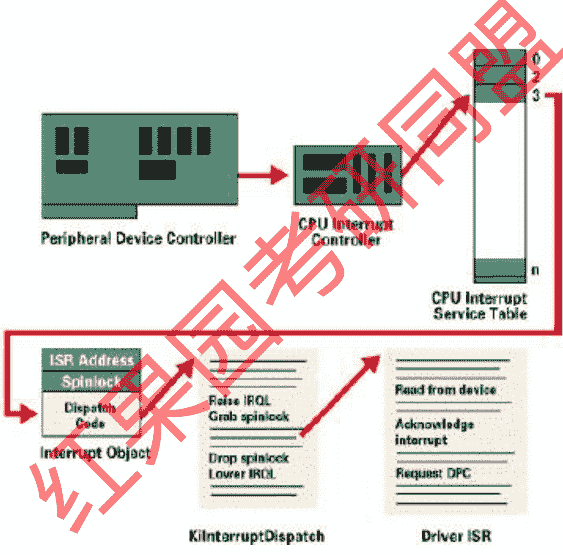 0
2
3
n
Peripheral Device Controller
CPU Interrupt
Controller
CPU Interrupt
Service Table
ISR Address
Spinlock
Dispatch
Code
Interrupt Object
Raise IRQL
Grab spinlock
Drop spinlock
Lower IRQL
KiInterruptDispatch
Read from device
Acknowledge
interrupt
Request DPC
Driver ISR
红果园考研同盟